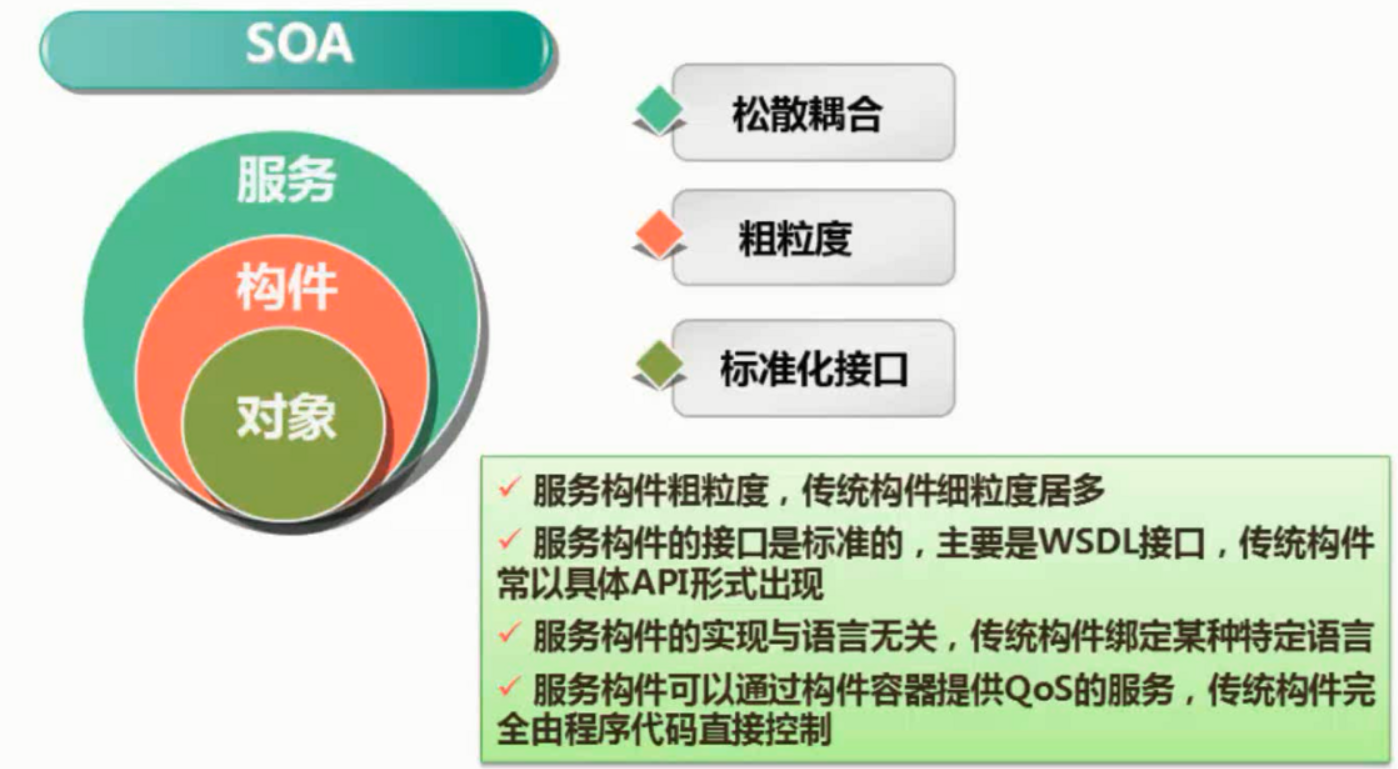 SOA
服务
构件
对象
松散耦合
粗粒度
标准化接口
✓ 服务构件粗粒度，传统构件细粒度居多
✓ 服务构件的接口是标准的，主要是WSDL接口，传统构件
常以具体API形式出现
✓ 服务构件的实现与语言无关，传统构件绑定某种特定语言
✓ 服务构件可以通过构件容器提供QoS的服务，传统构件完
全由程序代码直接控制